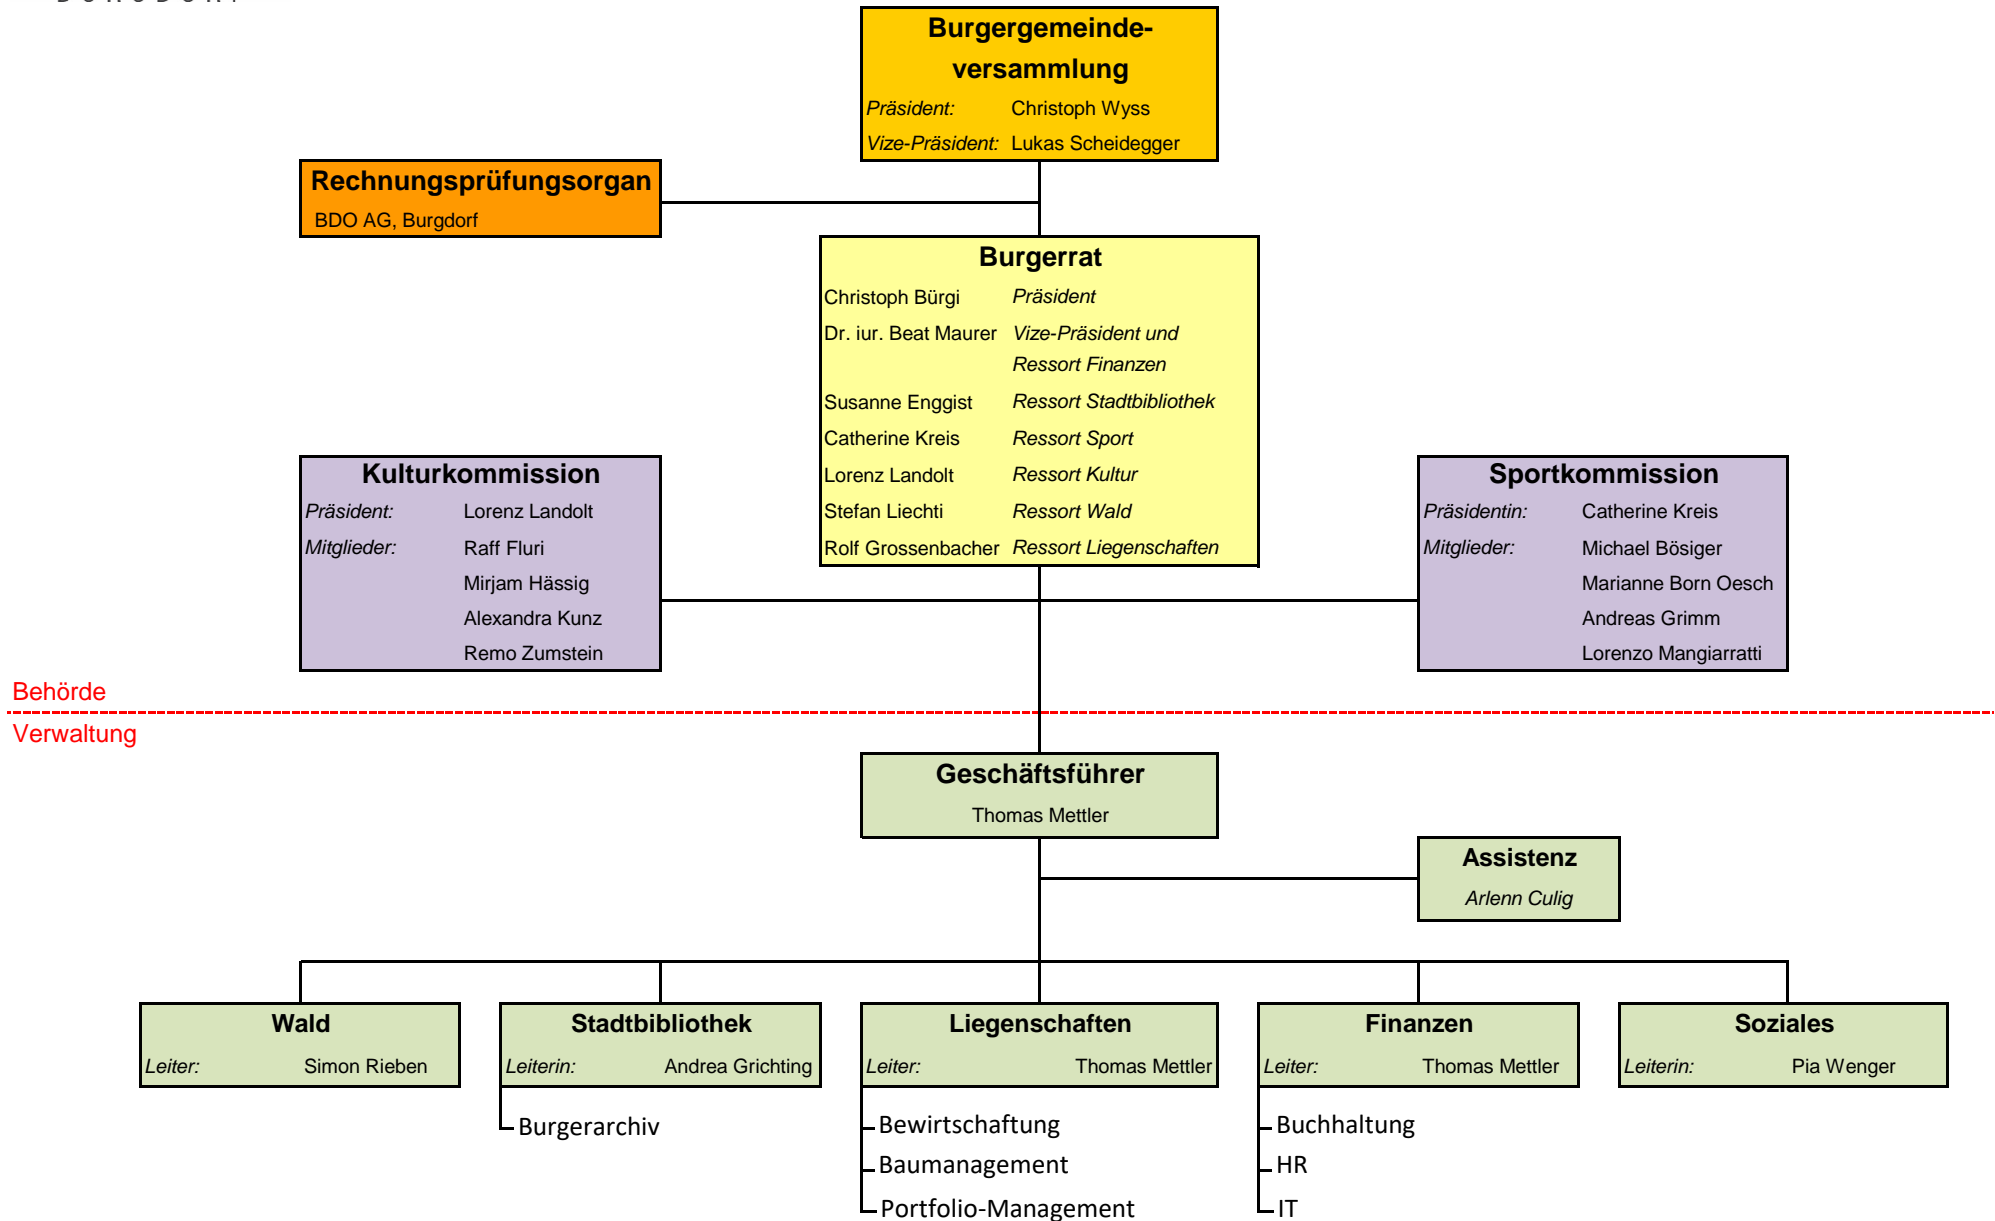 Burgergemeinde-
versammlung
Präsident: Christoph Wyss
Vize-Präsident: Lukas Scheidegger
Rechnungsprüfungsorgan
BDO AG, Burgdorf
Burgerrat
Christoph Bürgi Präsident
Dr. iur. Beat Maurer Vize-Präsident und
Ressort Finanzen
Susanne Enggist Ressort Stadtbibliothek
Catherine Kreis Ressort Sport
Lorenz Landolt Ressort Kultur
Stefan Liechti Ressort Wald
Rolf Grossenbacher Ressort Liegenschaften
Kulturkommission
Präsident: Lorenz Landolt
Mitglieder: Raff Fluri
Mirjam Hässig
Alexandra Kunz
Remo Zumstein
Sportkommission
Präsidentin: Catherine Kreis
Mitglieder: Michael Bösiger
Marianne Born Oesch
Andreas Grimm
Lorenzo Mangiarratti
Behörde
Verwaltung
Geschäftsführer
Thomas Mettler
Assistenz
Arlenn Culig
Wald
Leiter: Simon Rieben
Stadtbibliothek
Leiterin: Andrea Grichting
Burgerarchiv
Liegenschaften
Leiter: Thomas Mettler
Bewirtschaftung
Baumanagement
Portfolio-Management
Finanzen
Leiter: Thomas Mettler
Buchhaltung
HR
IT
Soziales
Leiterin: Pia Wenger